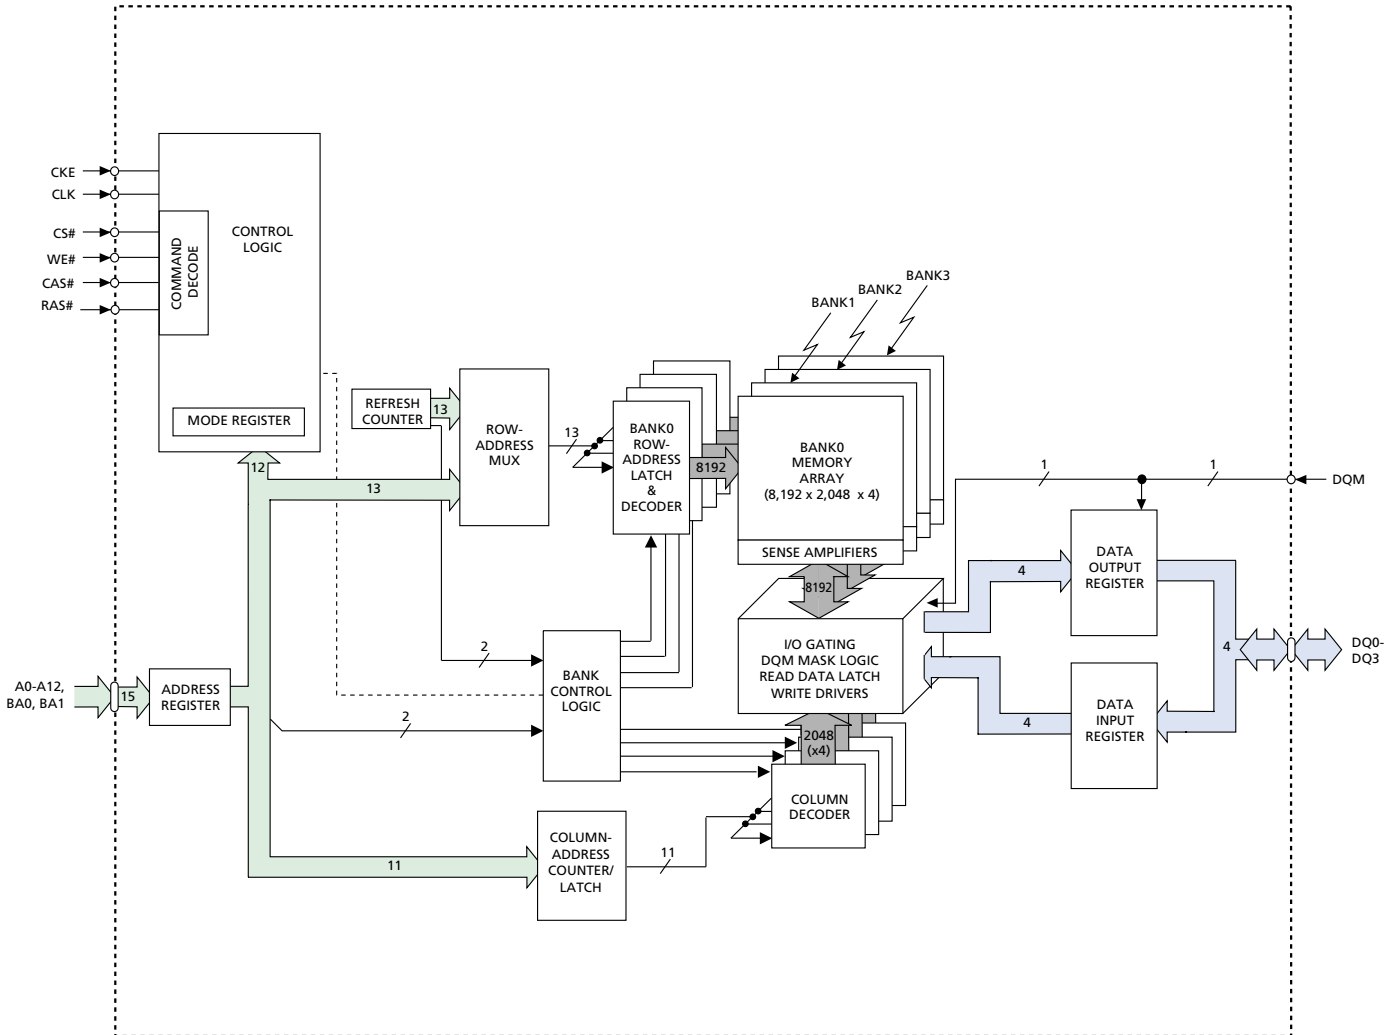 CKE
CLK
CS#
WE#
CAS#
RAS#
COMMAND
DECODE
CONTROL
LOGIC
MODE REGISTER
12
REFRESH
COUNTER
13
13
ROW-
ADDRESS
MUX
13
BANK0
ROW-
ADDRESS
LATCH
&
DECODER
8192
BANK1
BANK2
BANK3
BANK0
MEMORY
ARRAY
(8,192 x 2,048 x 4)
SENSE AMPLIFIERS
8192
I/O GATING
DQM MASK LOGIC
READ DATA LATCH
WRITE DRIVERS
1
1
DQM
4
DATA
OUTPUT
REGISTER
4
DQ0-
DQ3
4
DATA
INPUT
REGISTER
A0-A12,
BA0, BA1
15
ADDRESS
REGISTER
2
2
BANK
CONTROL
LOGIC
2048
(x4)
COLUMN
DECODER
11
COLUMN-
ADDRESS
COUNTER/
LATCH
11